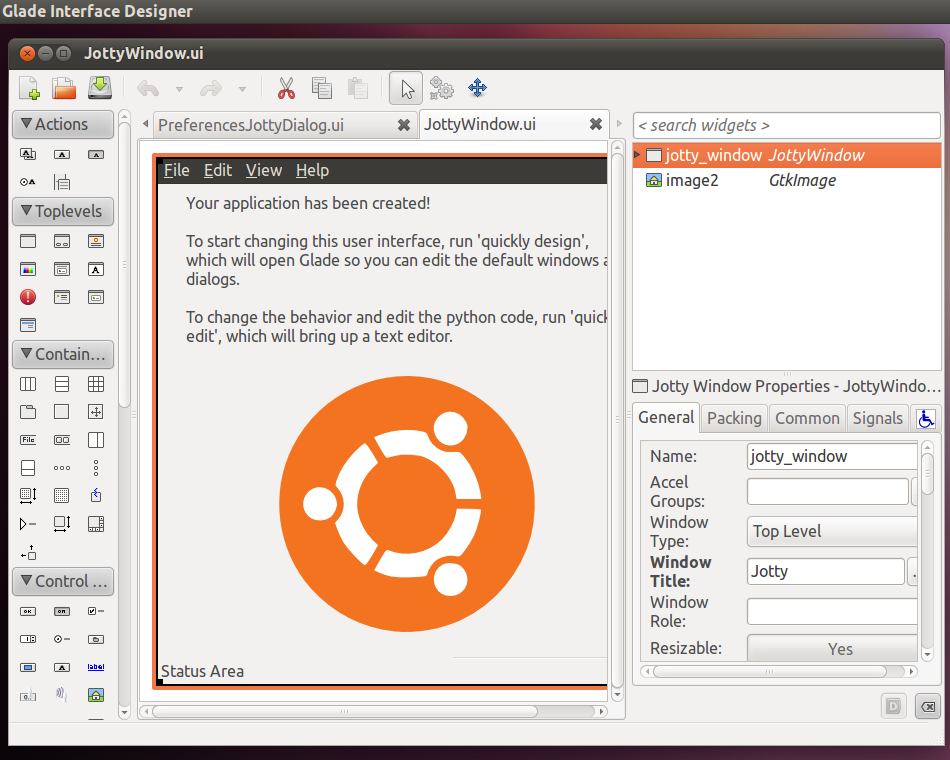 Glade Interface Designer
JottyWindow.ui
Actions
Toplevels
Contain...
File
Control ...
OK
label
PreferencesJottyDialog.ui
JottyWindow.ui
File Edit View Help
Your application has been created!
To start changing this user interface, run 'quickly design',
which will open Glade so you can edit the default windows a
dialogs.
To change the behavior and edit the python code, run 'quick
edit', which will bring up a text editor.
Status Area
< search widgets >
jotty_window JottyWindow
image2 GtkImage
Jotty Window Properties - JottyWindo...
General Packing Common Signals
Name: jotty_window
Accel
Groups:
Window
Type: Top Level
Window
Title: Jotty
Window
Role:
Resizable: Yes